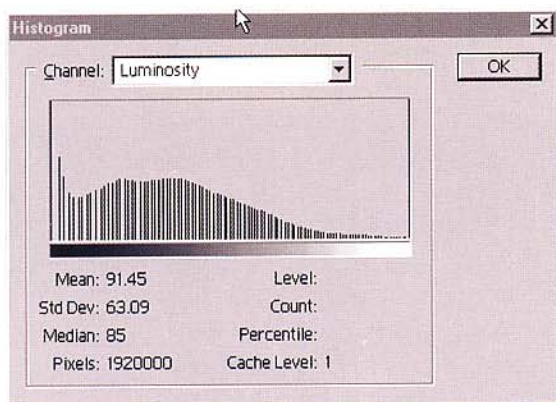 Histogram
Channel: Luminosity
OK
Mean: 91.45
Std Dev: 63.09
Median: 85
Pixels: 1920000
Level:
Count:
Percentile:
Cache Level: 1